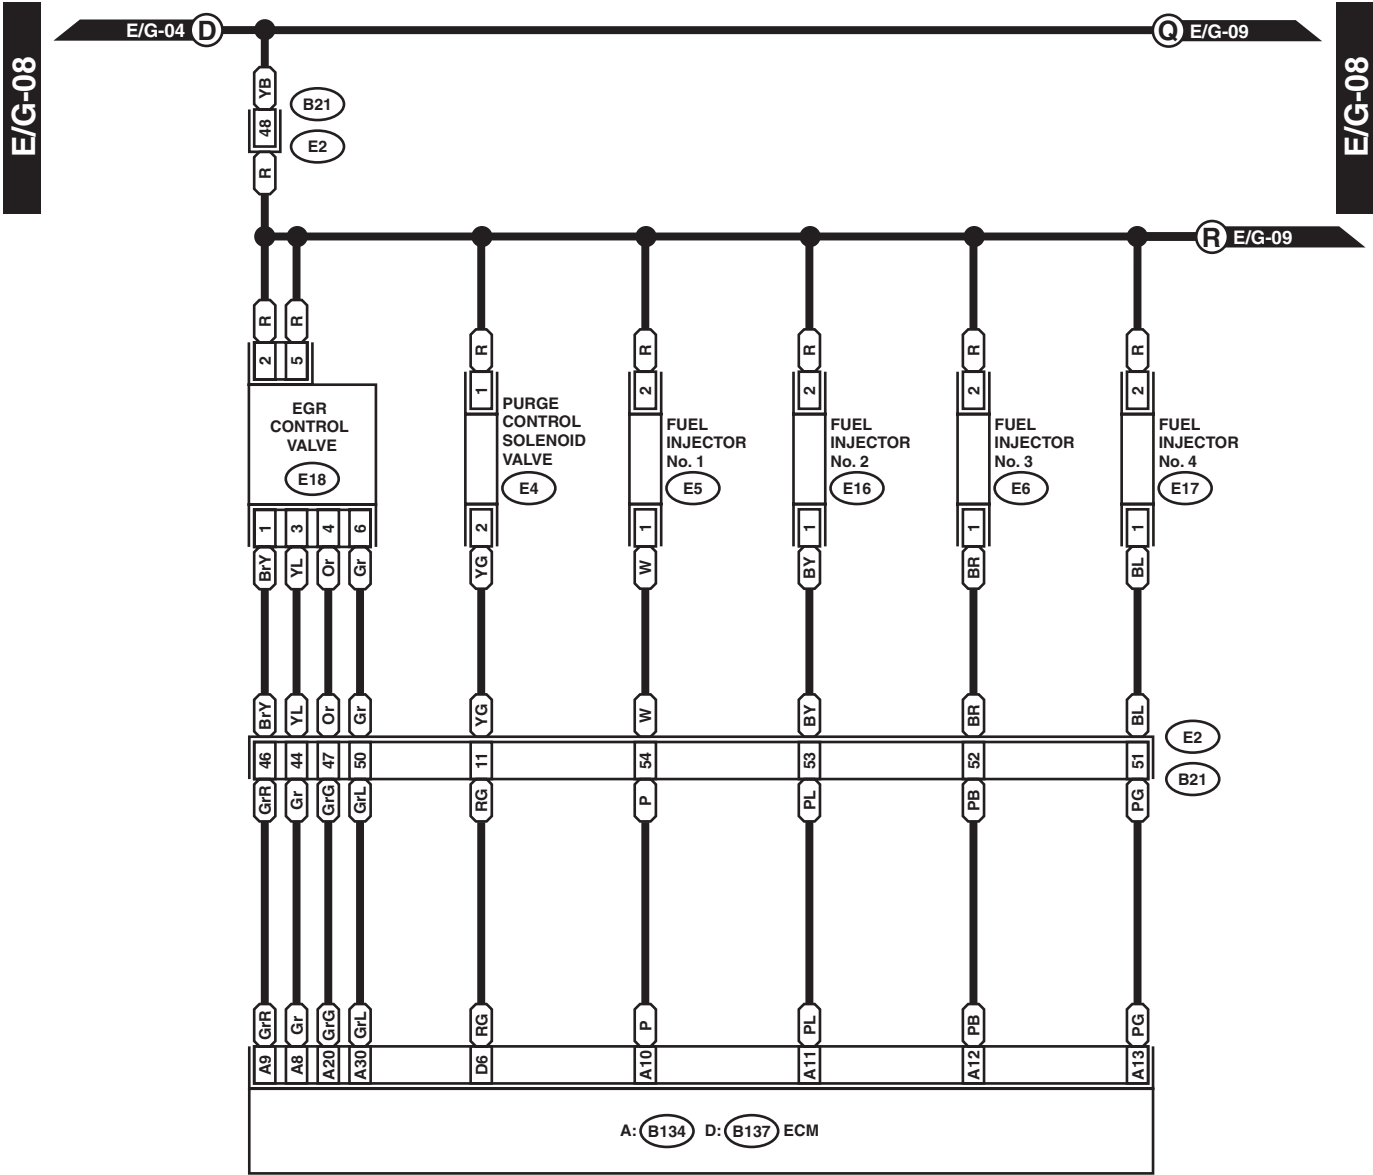 E/G-08
E/G-04 D
Q E/G-09
E/G-08
YB
48
R
B21
E2
R E/G-09
R R R R R R R
2 5 1 2 2 2 2
EGR
CONTROL
VALVE
E18
PURGE
CONTROL
SOLENOID
VALVE
E4
FUEL
INJECTOR
No. 1
E5
FUEL
INJECTOR
No. 2
E16
FUEL
INJECTOR
No. 3
E6
FUEL
INJECTOR
No. 4
E17
1 3 4 6 2 1 1 1 1
BrY YL Or Gr YG W BY BR BL
BrY YL Or Gr YG W BY BR BL
E2
46 44 47 50 11 54 53 52 51
B21
GrR Gr GrG GrL RG P PL PB PG
GrR Gr GrG GrL RG P PL PB PG
A9 A8 A20 A30 D6 A10 A11 A12 A13
A: B134 D: B137 ECM